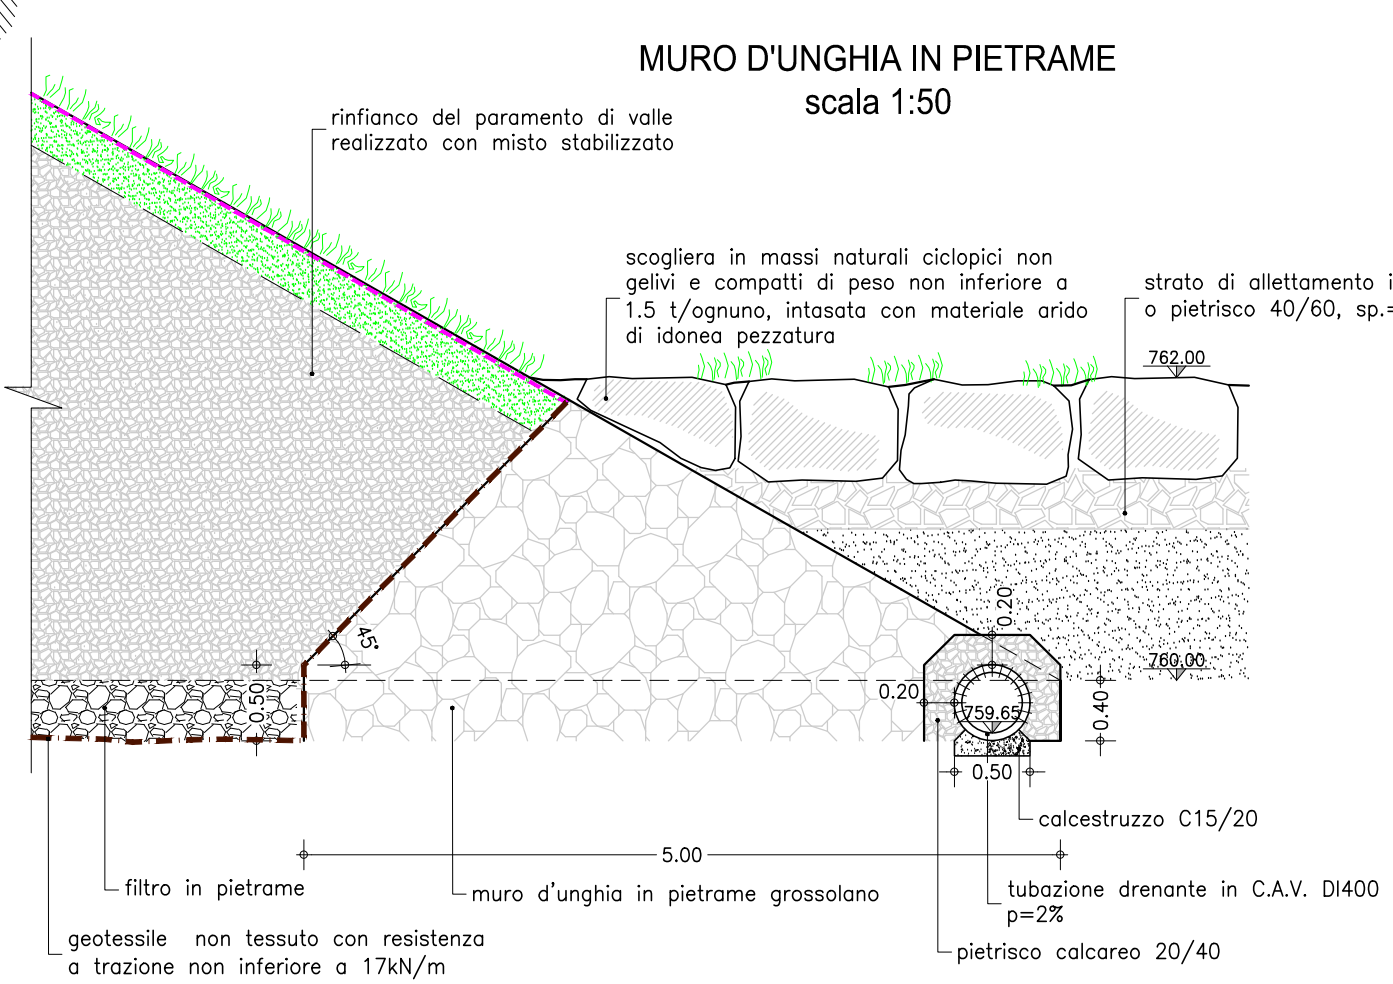 MURO D'UNGHIA IN PIETRAME
scala 1:50
rinfianco del paramento di valle
realizzato con misto stabilizzato
scogliera in massi naturali ciclopici non
gelivi e compatti di peso non inferiore a
1.5 t/ognuno, intasata con materiale arido
di idonea pezzatura
strato di allettamento i
o pietrisco 40/60, sp.=
762.00
0.20
45°
760.00
0.50
0.20
759.65
0.40
0.50
calcestruzzo C15/20
5.00
filtro in pietrame
muro d'unghia in pietrame grossolano
tubazione drenante in C.A.V. DI400
p=2%
geotessile non tessuto con resistenza
a trazione non inferiore a 17kN/m
pietrisco calcareo 20/40